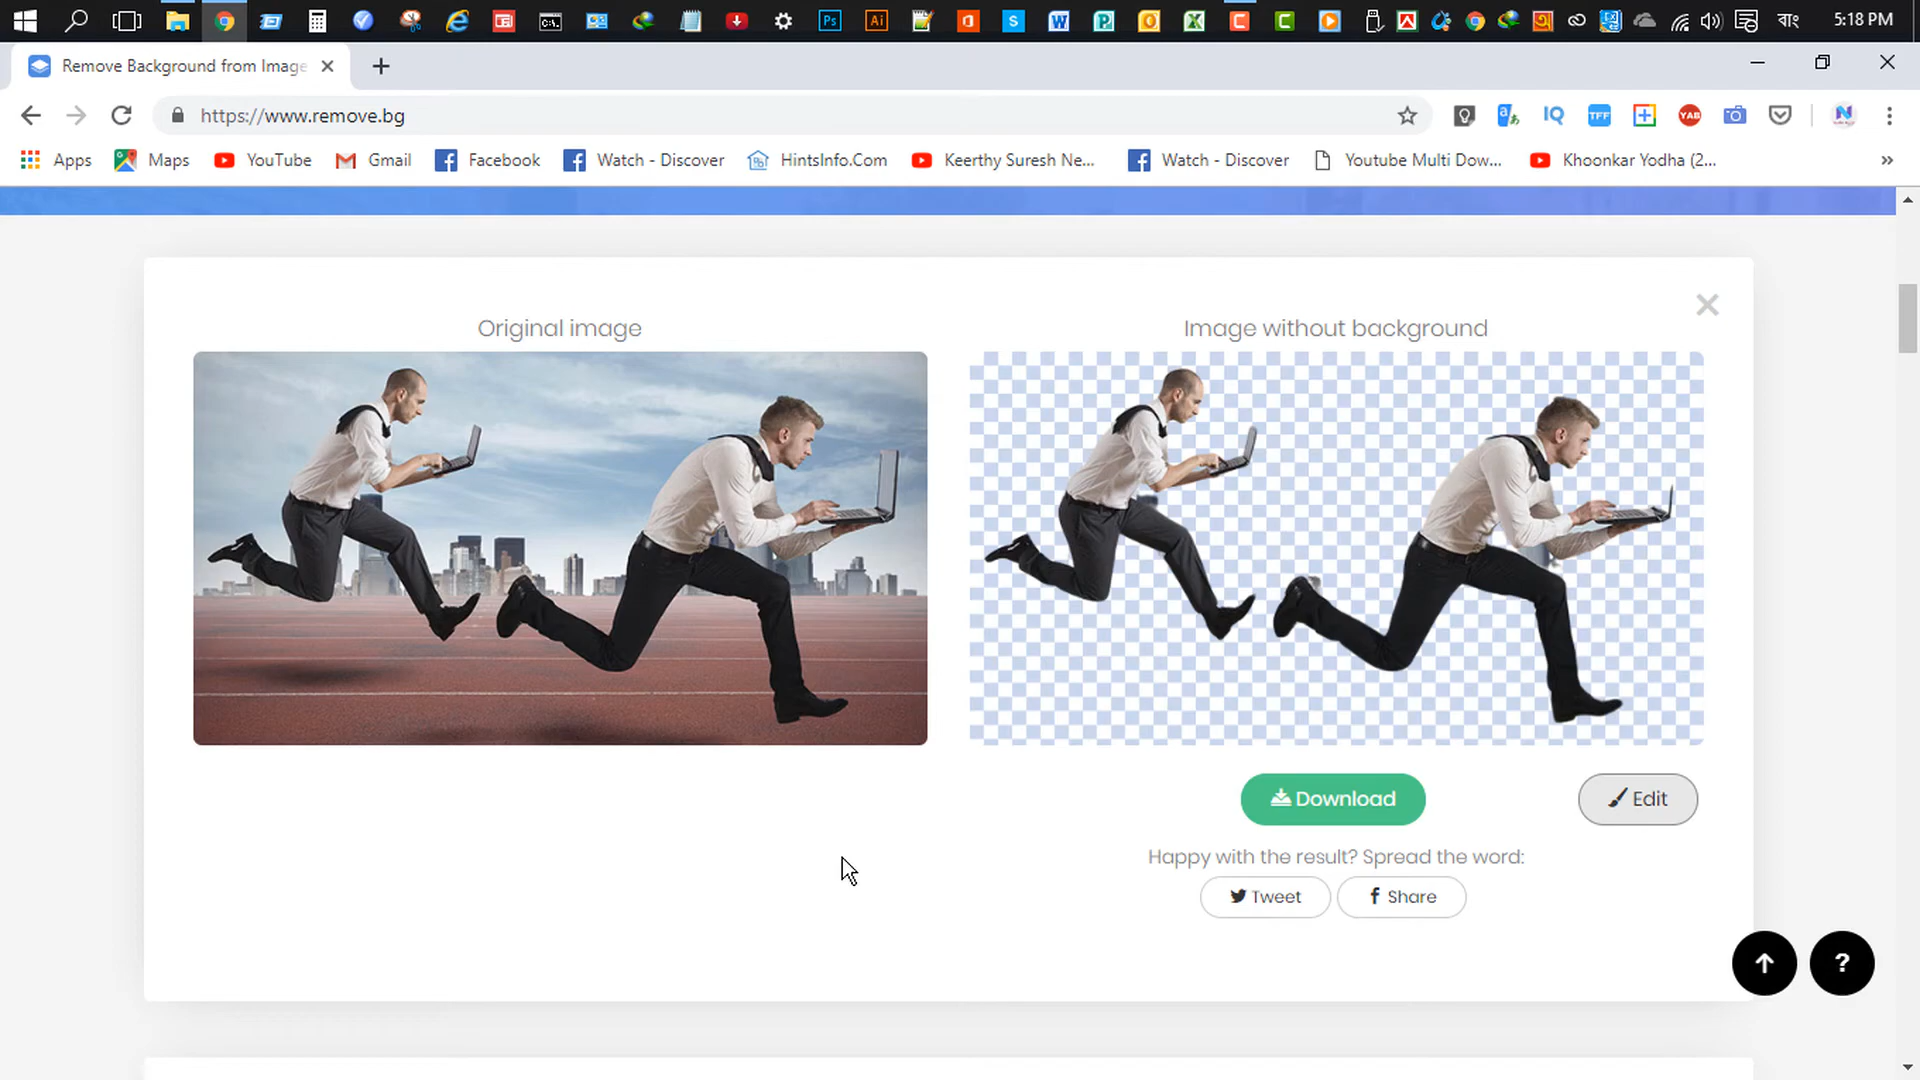 বাং
5:18 PM
Remove Background from Image
https://www.remove.bg
Apps
Maps
YouTube
Gmail
Facebook
Watch - Discover
HintsInfo.Com
Keerthy Suresh Ne...
Watch - Discover
Youtube Multi Dow...
Khoonkar Yodha (2...
Original image
Image without background
Download
Edit
Happy with the result? Spread the word:
Tweet
Share